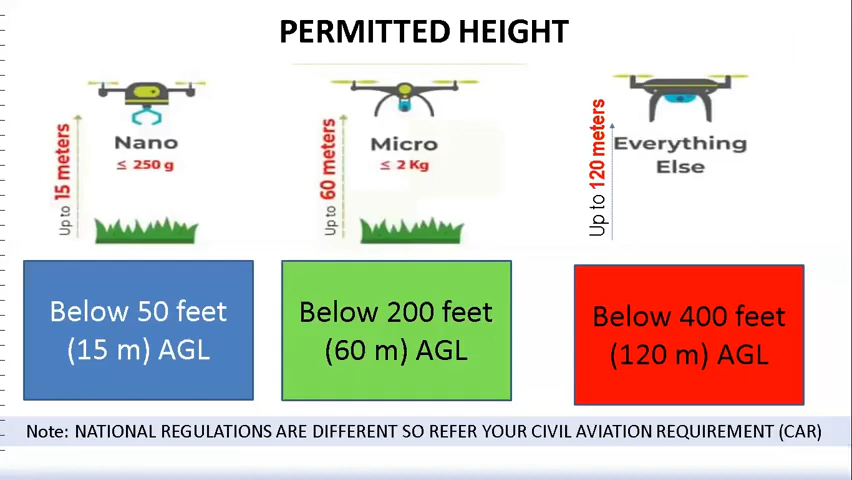 PERMITTED HEIGHT
Up to 15 meters
Nano
≤ 250 g
Up to 60 meters
Micro
≤ 2 Kg
Up to 120 meters
Everything
Else
Below 50 feet
(15 m) AGL
Below 200 feet
(60 m) AGL
Below 400 feet
(120 m) AGL
Note: NATIONAL REGULATIONS ARE DIFFERENT SO REFER YOUR CIVIL AVIATION REQUIREMENT (CAR)